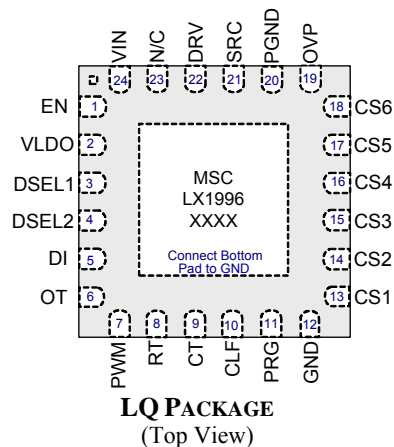 VIN N/C DRV SRC PGND OVP
24 23 22 21 20 19
EN 1 18 CS6
VLDO 2 17 CS5
DSEL1 3 16 CS4
DSEL2 4 15 CS3
DI 5 14 CS2
OT 6 13 CS1
MSC
LX1996
XXXX
Connect Bottom
Pad to GND
7 8 9 10 11 12
PWM RT CT CLF PRG GND
LQ PACKAGE
(Top View)